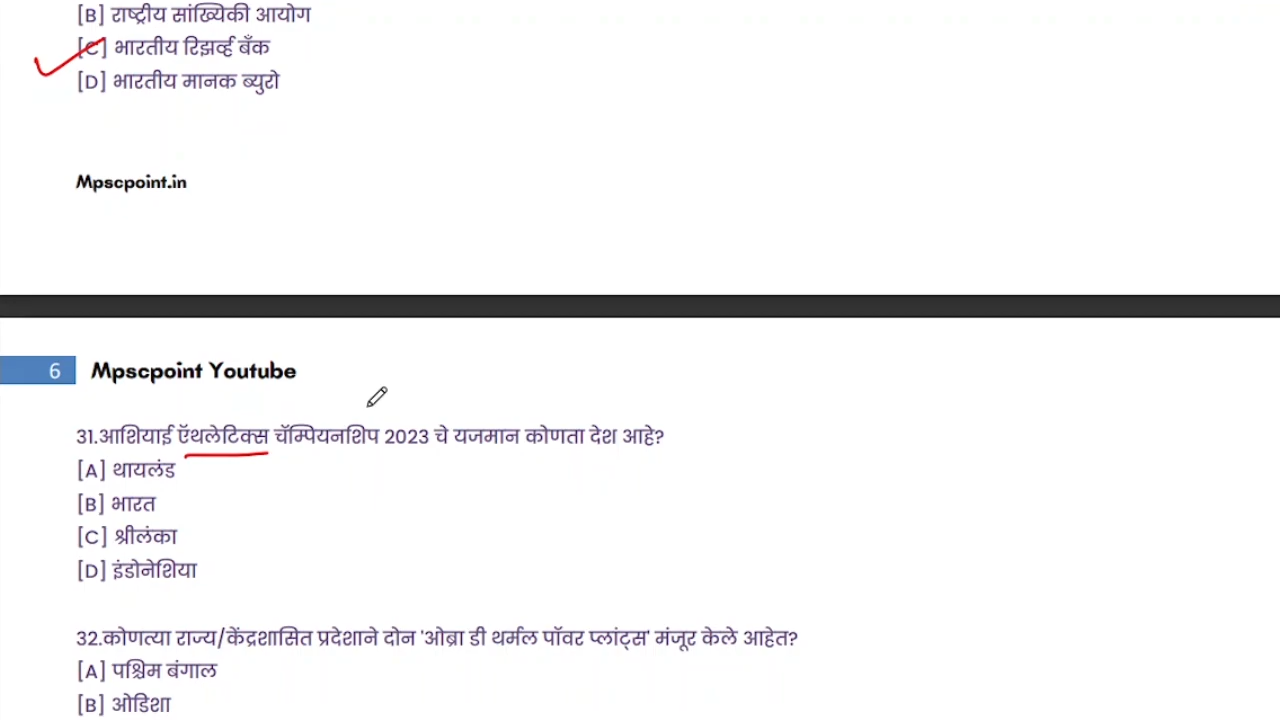 [B] राष्ट्रीय सांख्यिकी आयोग
[C] भारतीय रिझर्व्ह बँक
[D] भारतीय मानक ब्युरो
Mpscpoint.in
6 Mpscpoint Youtube
31.आशियाई ऍथलेटिक्स चॅम्पियनशिप 2023 चे यजमान कोणता देश आहे?
[A] थायलंड
[B] भारत
[C] श्रीलंका
[D] इंडोनेशिया
32.कोणत्या राज्य/केंद्रशासित प्रदेशाने दोन 'ओब्रा डी थर्मल पॉवर प्लांट्स' मंजूर केले आहेत?
[A] पश्चिम बंगाल
[B] ओडिशा